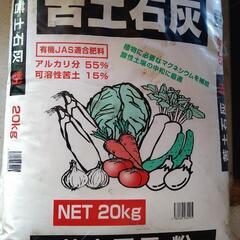 苦土石灰
有機JAS適合肥料
アルカリ分 55%
可溶性苦土 15%
植物に必要なマグネシウムを補給
酸性土壌の中和に最適
NET 20kg
苦土石灰
20kg
粉